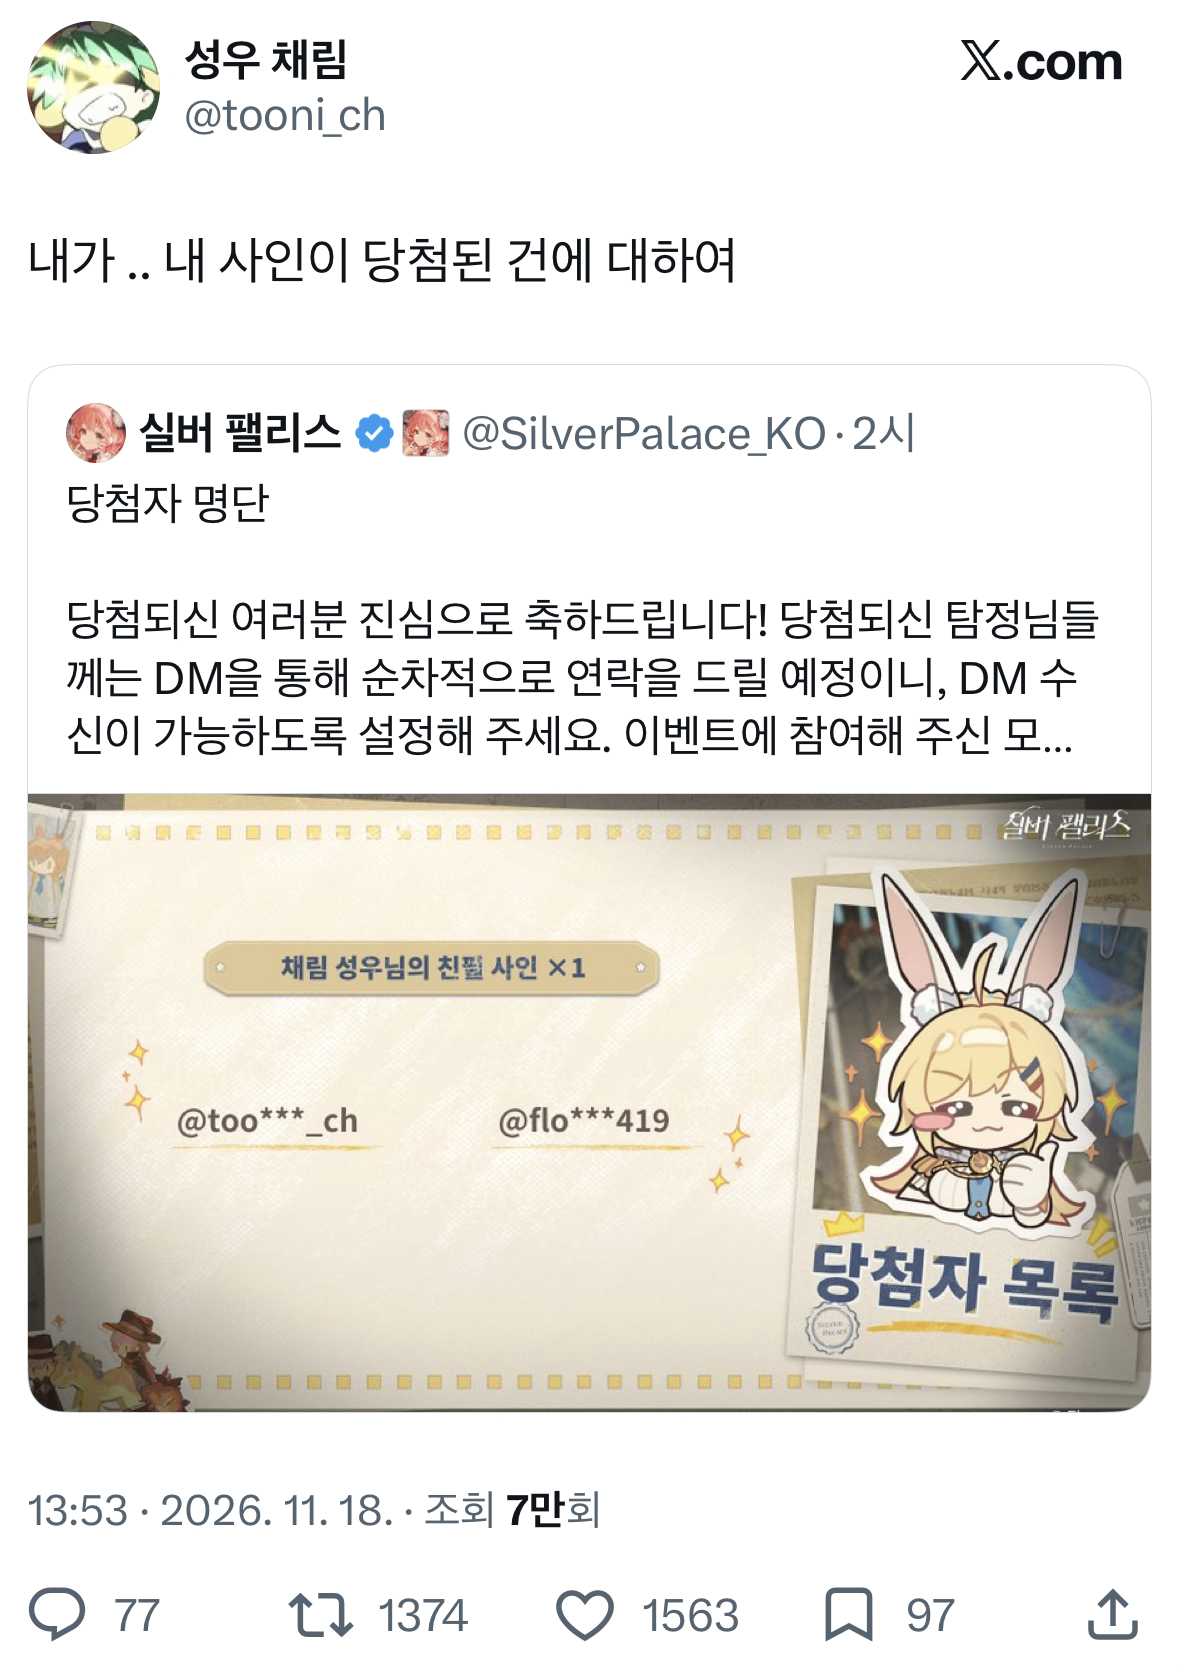 성우 채림
@tooni_ch
X.com
내가 .. 내 사인이 당첨된 건에 대하여
실버 팰리스 @SilverPalace_KO · 2시
당첨자 명단
당첨되신 여러분 진심으로 축하드립니다! 당첨되신 탐정님들
께는 DM을 통해 순차적으로 연락을 드릴 예정이니, DM 수
신이 가능하도록 설정해 주세요. 이벤트에 참여해 주신 모...
실버 팰리스
채림 성우님의 친필 사인 ×1
@too***_ch
@flo***419
당첨자 목록
SILVER
PALACE
13:53 · 2026. 11. 18. · 조회 7만회
77
1374
1563
97